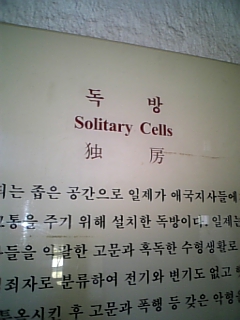 독 방
Solitary Cells
独 房
되는 좁은 공간으로 일제가 애국지사들에
고통을 주기 위해 설치한 독방이다. 일제는
고문과 혹독한 수형생활로
분류하여 전기와 변기도 없고
후 고문과 폭행 등 갖은